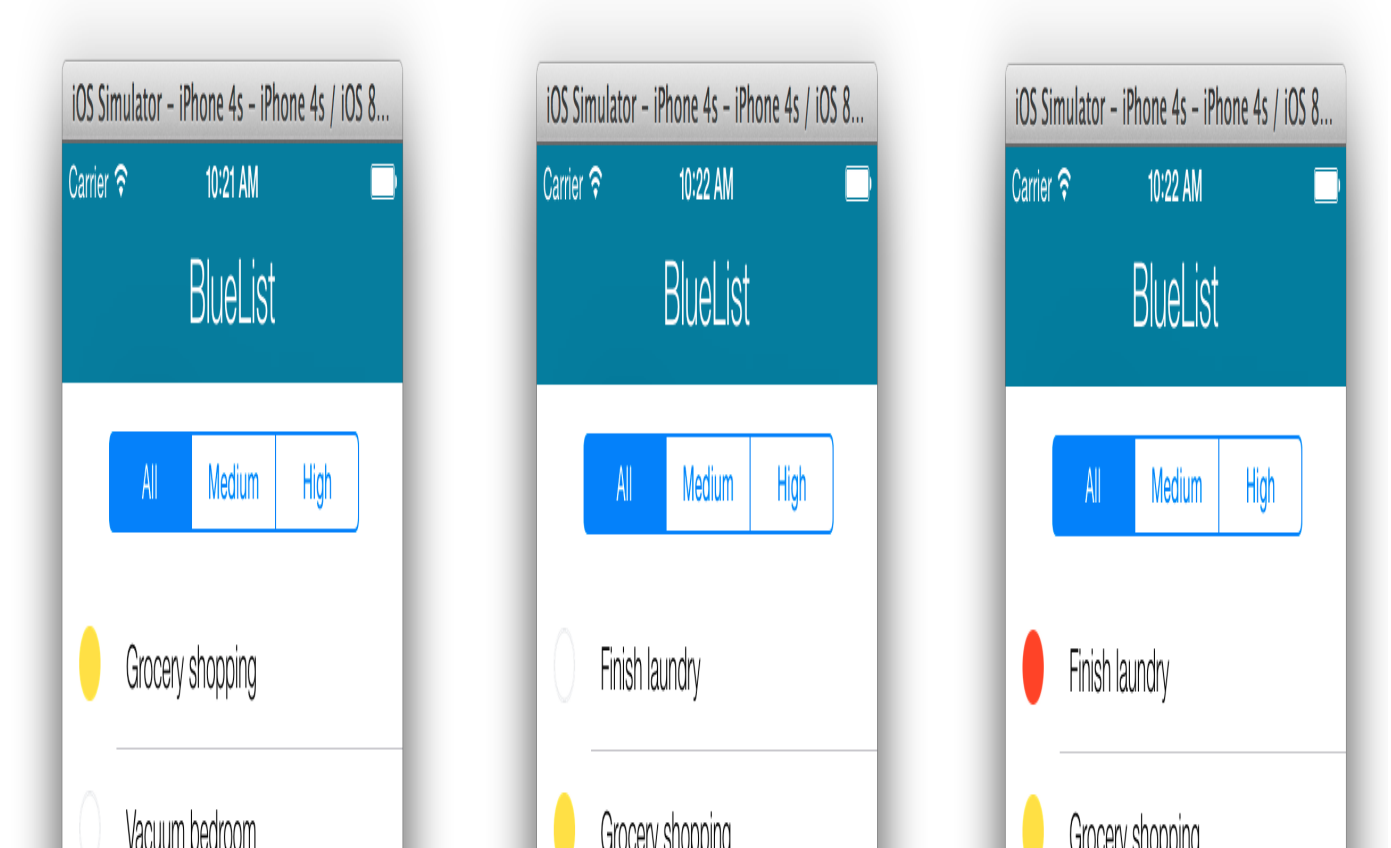 iOS Simulator – iPhone 4s – iPhone 4s / iOS 8...
Carrier 10:21 AM
BlueList
All Medium High
Grocery shopping
Vacuum bedroom
iOS Simulator – iPhone 4s – iPhone 4s / iOS 8...
Carrier 10:22 AM
BlueList
All Medium High
Finish laundry
Grocery shopping
iOS Simulator – iPhone 4s – iPhone 4s / iOS 8...
Carrier 10:22 AM
BlueList
All Medium High
Finish laundry
Grocery shopping